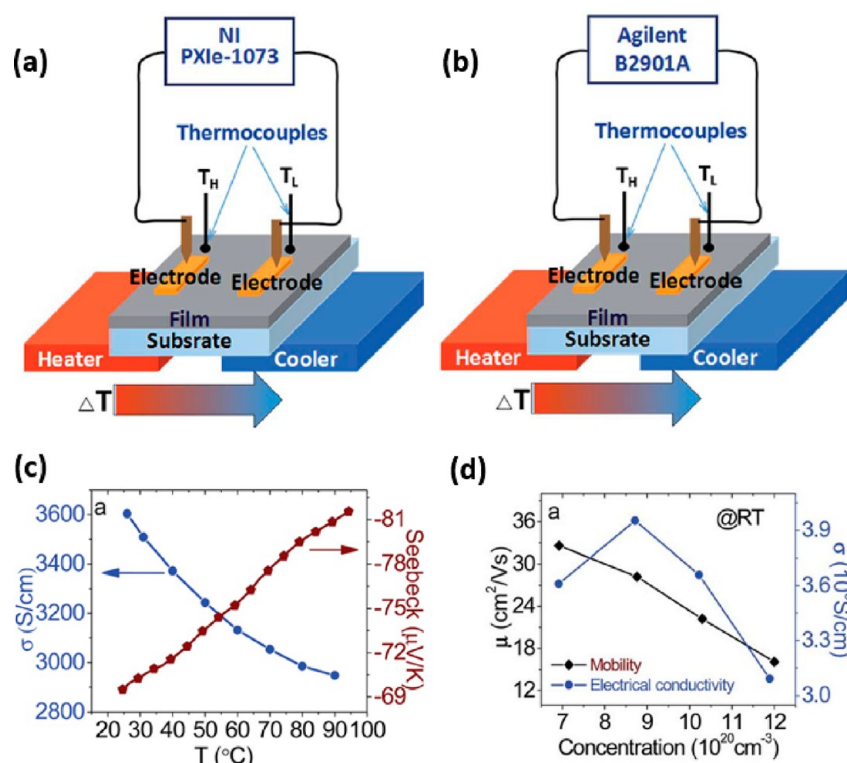 (a)
NI
PXIe-1073
Thermocouples
T_H
T_L
Electrode
Electrode
Film
Subsrate
Heater
Cooler
△T
(b)
Agilent
B2901A
Thermocouples
T_H
T_L
Electrode
Electrode
Film
Subsrate
Heater
Cooler
△T
(c)
a
3600
3400
3200
3000
2800
σ (S/cm)
-81
-78
-75
-72
-69
Seebeck (μV/K)
20 30 40 50 60 70 80 90 100
T (°C)
(d)
a
@RT
36
30
24
18
12
μ (cm²/Vs)
3.9
3.6
3.3
3.0
σ (10³S/cm)
Mobility
Electrical conductivity
7 8 9 10 11 12
Concentration (10²⁰cm⁻³)